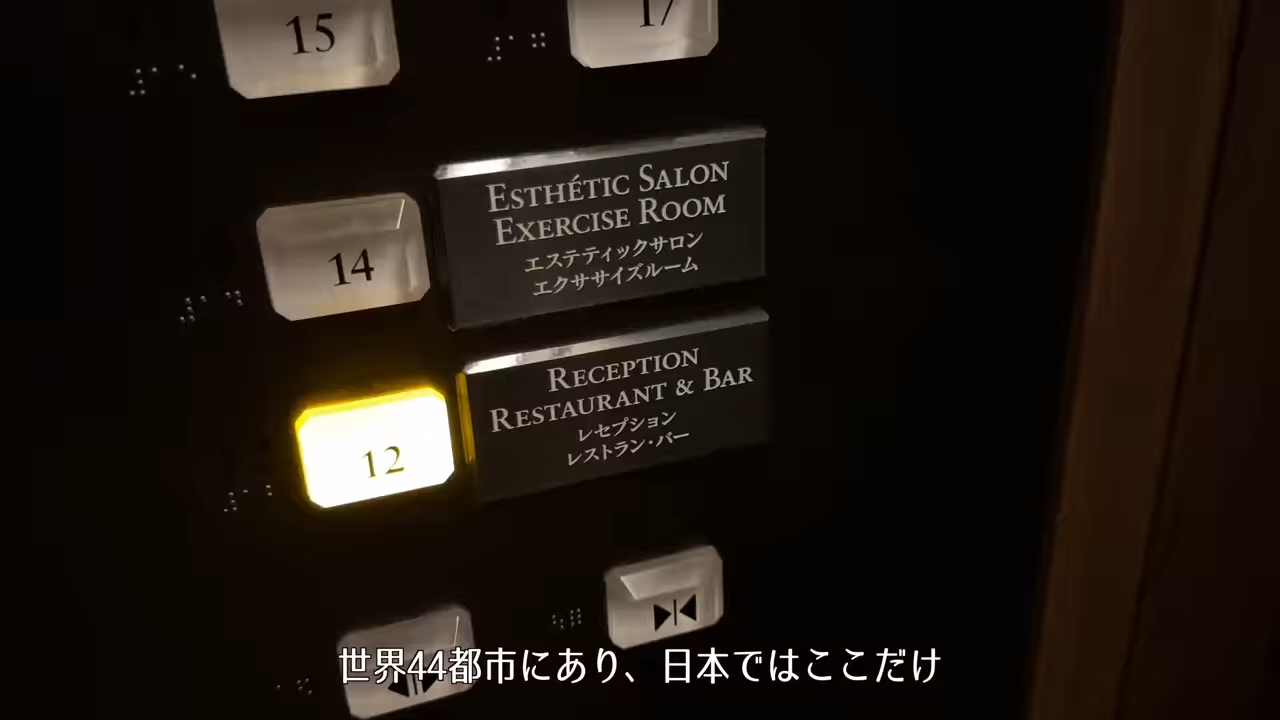 15
17
14
ESTHÉTIC SALON
EXERCISE ROOM
エステティックサロン
エクササイズルーム
12
RECEPTION
RESTAURANT & BAR
レセプション
レストラン・バー
世界44都市にあり、日本ではここだけ